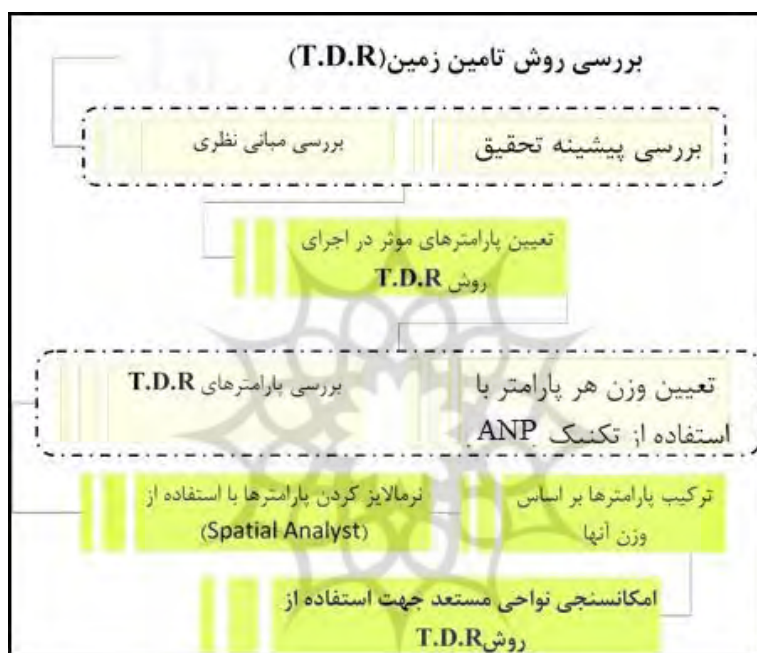 بررسی روش تامین زمین(T.D.R)
بررسی پیشینه تحقیق
بررسی مبانی نظری
تعیین پارامترهای موثر در اجرای
روش T.D.R
تعیین وزن هر پارامتر با
استفاده از تکنیک ANP
بررسی پارامترهای T.D.R
ترکیب پارامترها بر اساس
وزن آنها
نرمالایز کردن پارامترها با استفاده از
(Spatial Analyst)
امکانسنجی نواحی مستعد جهت استفاده از
روشT.D.R